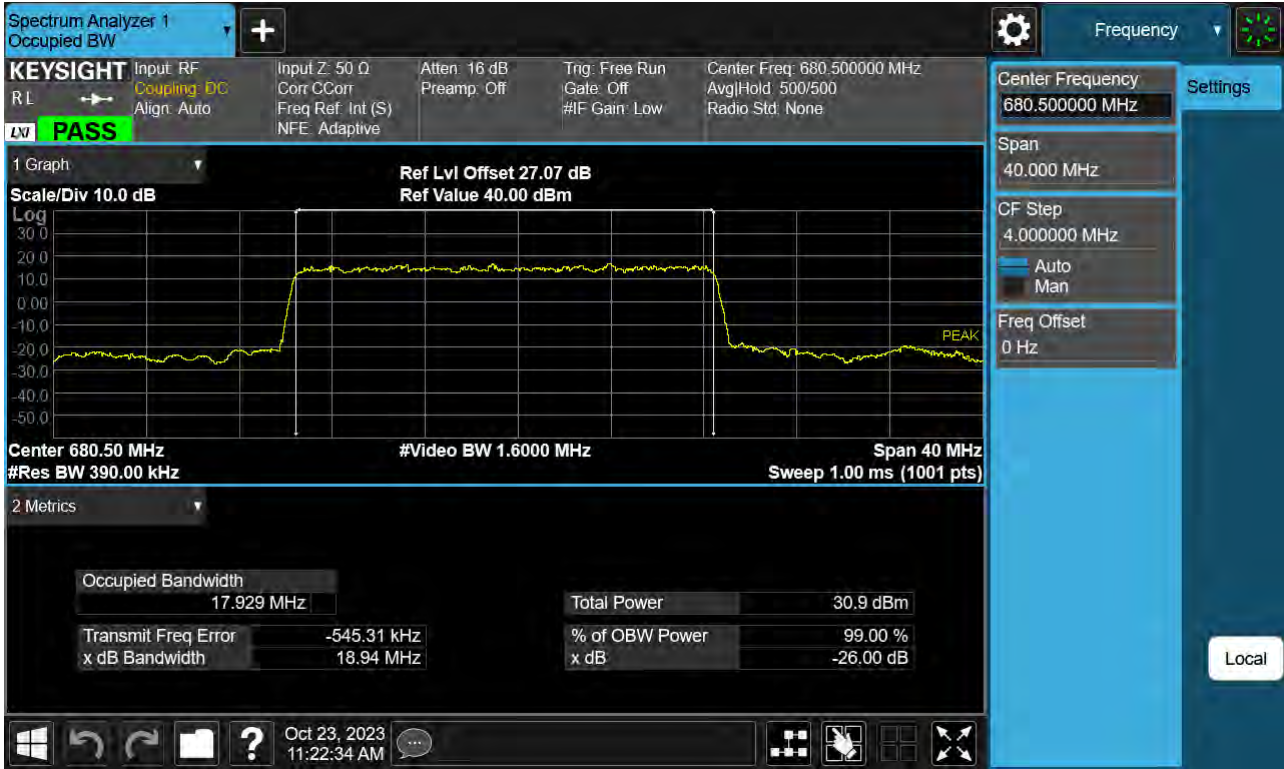 Spectrum Analyzer 1
Occupied BW
Frequency
KEYSIGHT
Input: RF
Input Z: 50 Ω
Atten: 16 dB
Trig: Free Run
Center Freq: 680.500000 MHz
RL
Coupling: DC
Corr CCorr
Preamp: Off
Gate: Off
Avg|Hold: 500/500
Align: Auto
Freq Ref: Int (S)
#IF Gain: Low
Radio Std: None
LXI
PASS
NFE: Adaptive
Center Frequency
680.500000 MHz
Settings
Span
40.000 MHz
CF Step
4.000000 MHz
Auto
Man
Freq Offset
0 Hz
Local
1 Graph
Ref Lvl Offset 27.07 dB
Scale/Div 10.0 dB
Ref Value 40.00 dBm
Log
30.0
20.0
10.0
0.00
-10.0
-20.0
-30.0
-40.0
-50.0
PEAK
Center 680.50 MHz
#Video BW 1.6000 MHz
Span 40 MHz
#Res BW 390.00 kHz
Sweep 1.00 ms (1001 pts)
2 Metrics
Occupied Bandwidth
17.929 MHz
Total Power
30.9 dBm
Transmit Freq Error
-545.31 kHz
% of OBW Power
99.00 %
x dB Bandwidth
18.94 MHz
x dB
-26.00 dB
?
Oct 23, 2023
11:22:34 AM